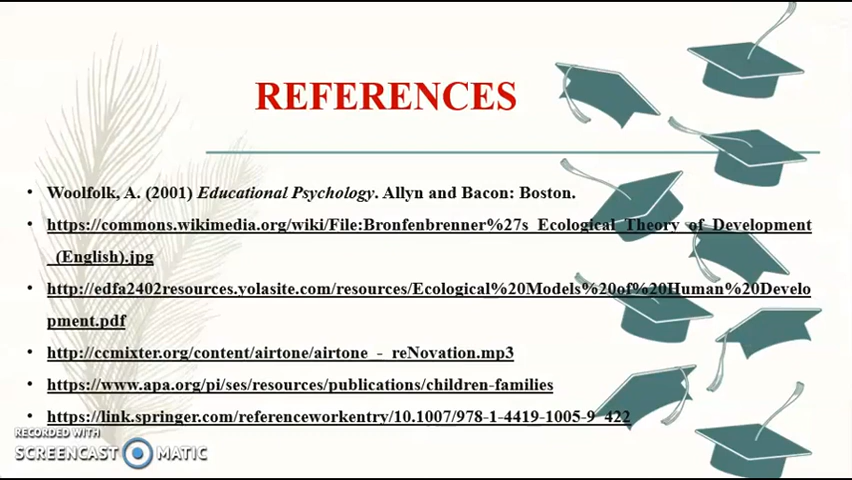 REFERENCES
• Woolfolk, A. (2001) Educational Psychology. Allyn and Bacon: Boston.
• https://commons.wikimedia.org/wiki/File:Bronfenbrenner%27s_Ecological_Theory_of_Development
_(English).jpg
• http://edfa2402resources.yolasite.com/resources/Ecological%20Models%20of%20Human%20Develo
pment.pdf
• http://ccmixter.org/content/airtone/airtone_-_reNovation.mp3
• https://www.apa.org/pi/ses/resources/publications/children-families
• https://link.springer.com/referenceworkentry/10.1007/978-1-4419-1005-9_422
RECORDED WITH
SCREENCAST MATIC